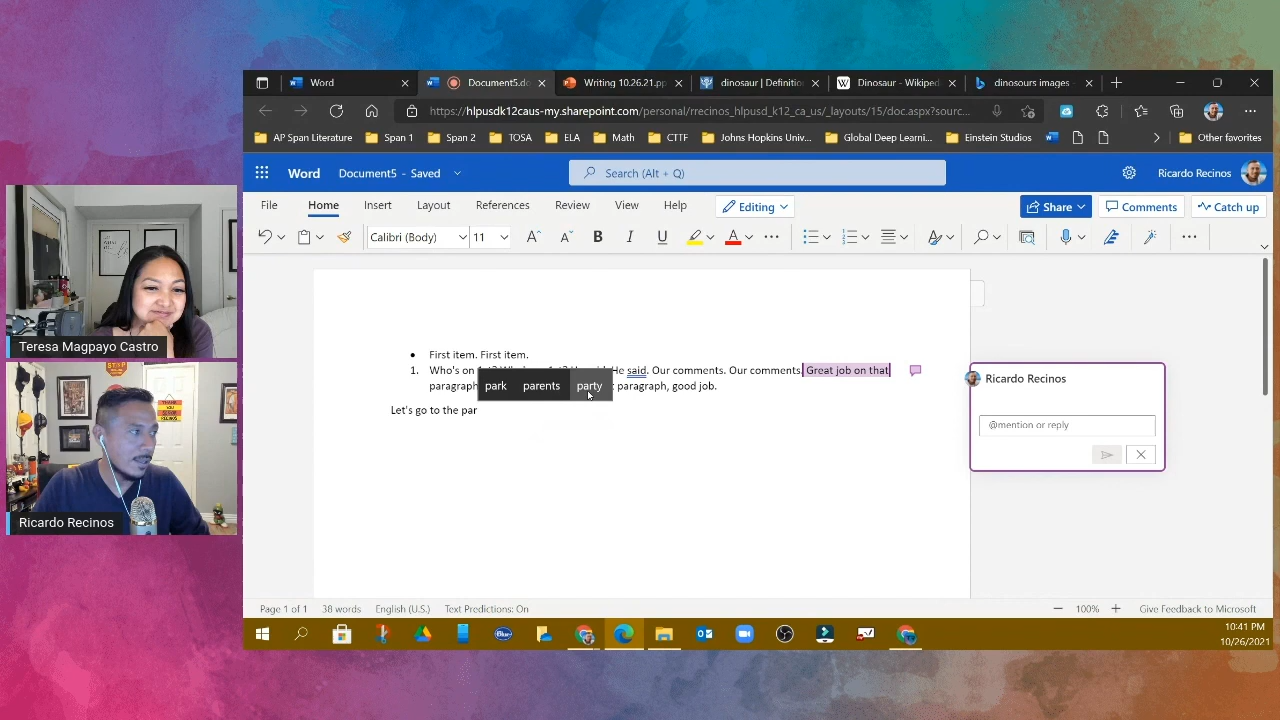 Word
Document5.do
Writing 10.26.21.pp
dinosaur | Definitio
Dinosaur - Wikiped
dinosours images -
https://hlpusdk12caus-my.sharepoint.com/personal/rrecinos_hlpusd_k12_ca_us/_layouts/15/doc.aspx?sourc...
AP Span Literature
Span 1
Span 2
TOSA
ELA
Math
CTTF
Johns Hopkins Univ...
Global Deep Learni...
Einstein Studios
Other favorites
Word
Document5 - Saved
Search (Alt + Q)
Ricardo Recinos
File
Home
Insert
Layout
References
Review
View
Help
Editing
Share
Comments
Catch up
Calibri (Body)
11
First item. First item.
1. Who's on He said. Our comments. Our comments. Great job on that
paragraph paragraph, good job.
park parents party
Let's go to the par
Ricardo Recinos
@mention or reply
Teresa Magpayo Castro
Ricardo Recinos
Page 1 of 1
38 words
English (U.S.)
Text Predictions: On
100%
Give Feedback to Microsoft
10:41 PM
10/26/2021